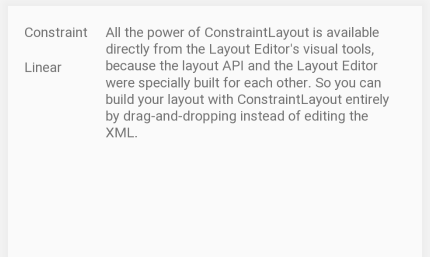 Constraint
Linear
All the power of ConstraintLayout is available
directly from the Layout Editor's visual tools,
because the layout API and the Layout Editor
were specially built for each other. So you can
build your layout with ConstraintLayout entirely
by drag-and-dropping instead of editing the
XML.